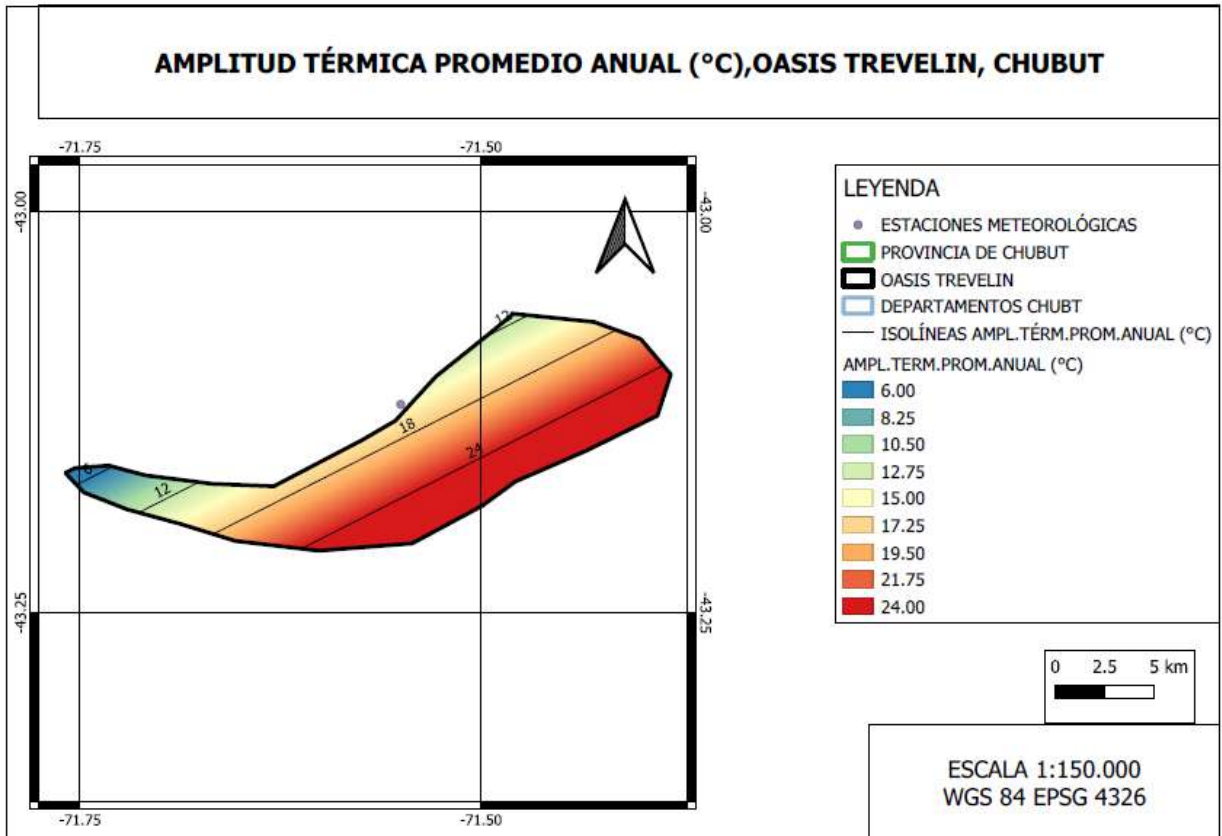 AMPLITUD TÉRMICA PROMEDIO ANUAL (°C),OASIS TREVELIN, CHUBUT
-71.75 -71.50
-43.00 -43.00
12
18
24
6
12
-43.25 -43.25
-71.75 -71.50
LEYENDA
ESTACIONES METEOROLÓGICAS
PROVINCIA DE CHUBUT
OASIS TREVELIN
DEPARTAMENTOS CHUBT
ISOLÍNEAS AMPL.TÉRM.PROM.ANUAL (°C)
AMPL.TERM.PROM.ANUAL (°C)
6.00
8.25
10.50
12.75
15.00
17.25
19.50
21.75
24.00
0 2.5 5 km
ESCALA 1:150.000
WGS 84 EPSG 4326